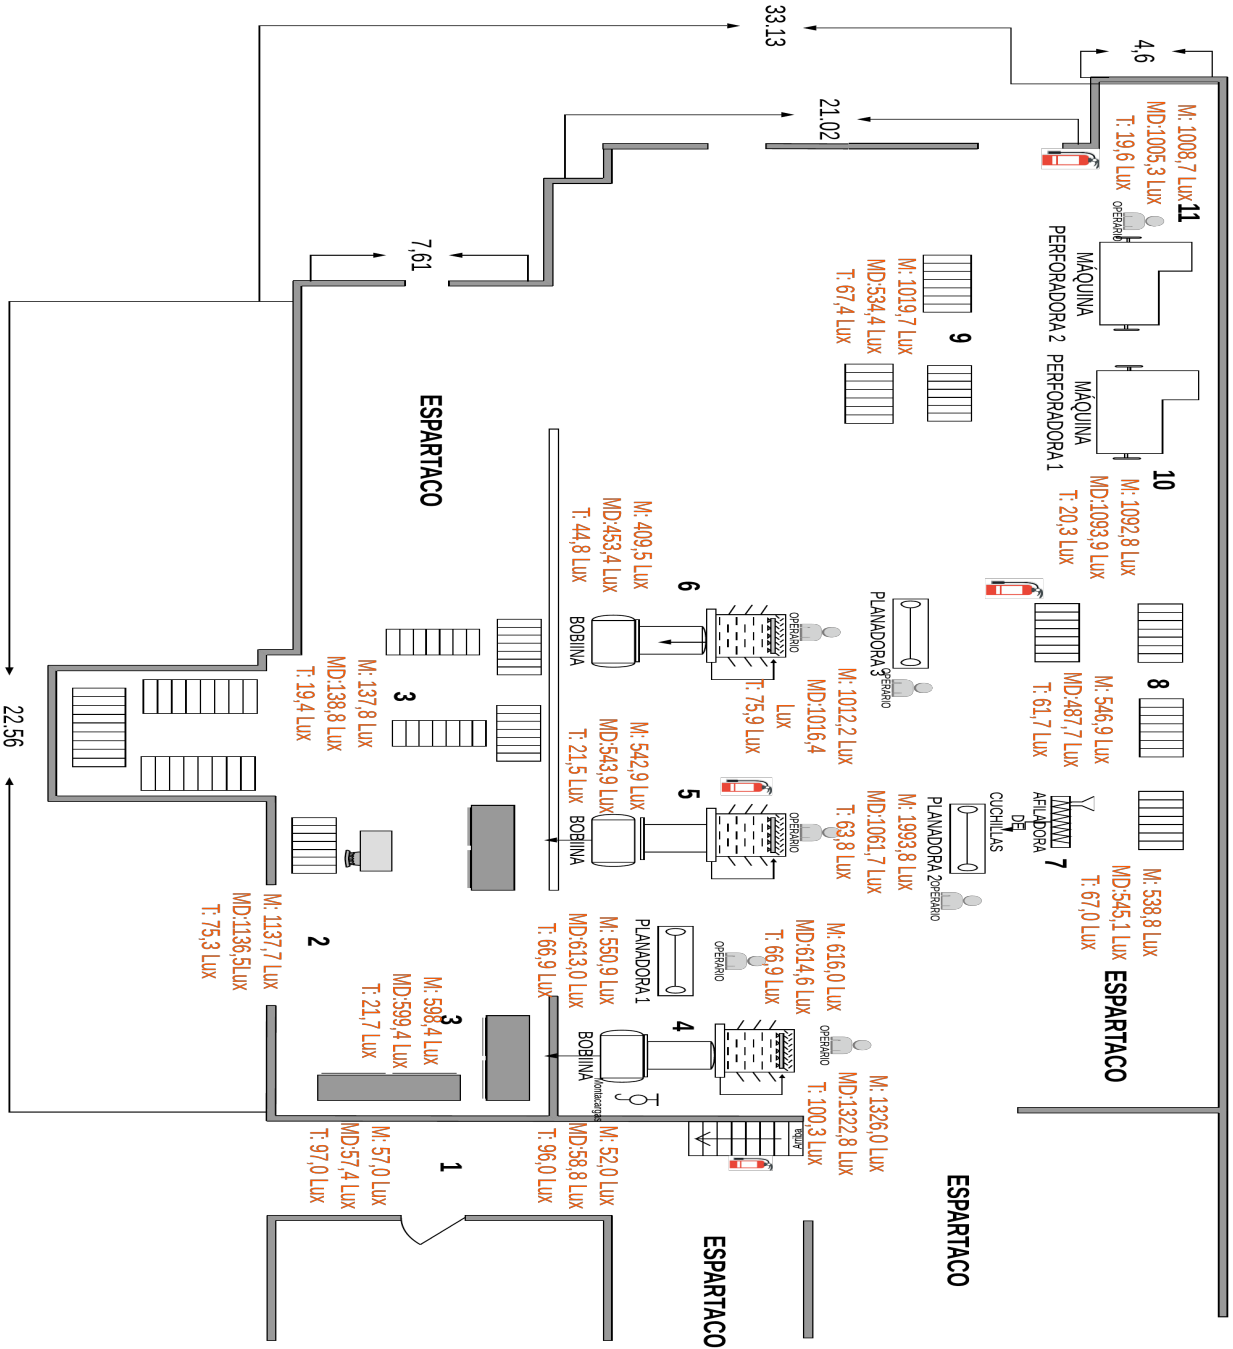 33.13
4,6
21.02
7,61
22.56
M: 1008,7 Lux
MD:1005,3 Lux
T: 19,6 Lux
11
OPERARIO
MÁQUINA
PERFORADORA 2
MÁQUINA
PERFORADORA 1
10
M: 1092,8 Lux
MD:1093,9 Lux
T: 20,3 Lux
M: 1019,7 Lux
MD:534,4 Lux
T: 67,4 Lux
9
ESPARTACO
M: 409,5 Lux
MD:453,4 Lux
T: 44,8 Lux
6
BOBIINA
OPERARIO
PLANADORA 3
OPERARIO
M: 1012,2 Lux
MD:1016,4
Lux
T: 75,9 Lux
8
M: 546,9 Lux
MD:487,7 Lux
T: 61,7 Lux
3
M: 137,8 Lux
MD:138,8 Lux
T: 19,4 Lux
M: 542,9 Lux
MD:543,9 Lux
T: 21,5 Lux
5
BOBIINA
OPERARIO
M: 1993,8 Lux
MD:1061,7 Lux
T: 63,8 Lux
PLANADORA 2
OPERARIO
AFILADORA
DE
CUCHILLAS
7
M: 538,8 Lux
MD:545,1 Lux
T: 67,0 Lux
ESPARTACO
2
M: 1137,7 Lux
MD:1136,5Lux
T: 75,3 Lux
M: 550,9 Lux
MD:613,0 Lux
T: 66,9 Lux
PLANADORA 1
OPERARIO
M: 616,0 Lux
MD:614,6 Lux
T: 66,9 Lux
3
M: 598,4 Lux
MD:599,4 Lux
T: 21,7 Lux
4
BOBIINA
Montacargas
OPERARIO
M: 1326,0 Lux
MD:1322,8 Lux
T: 100,3 Lux
Arriba
1
M: 57,0 Lux
MD:57,4 Lux
T: 97,0 Lux
M: 52,0 Lux
MD:58,8 Lux
T: 96,0 Lux
ESPARTACO
ESPARTACO